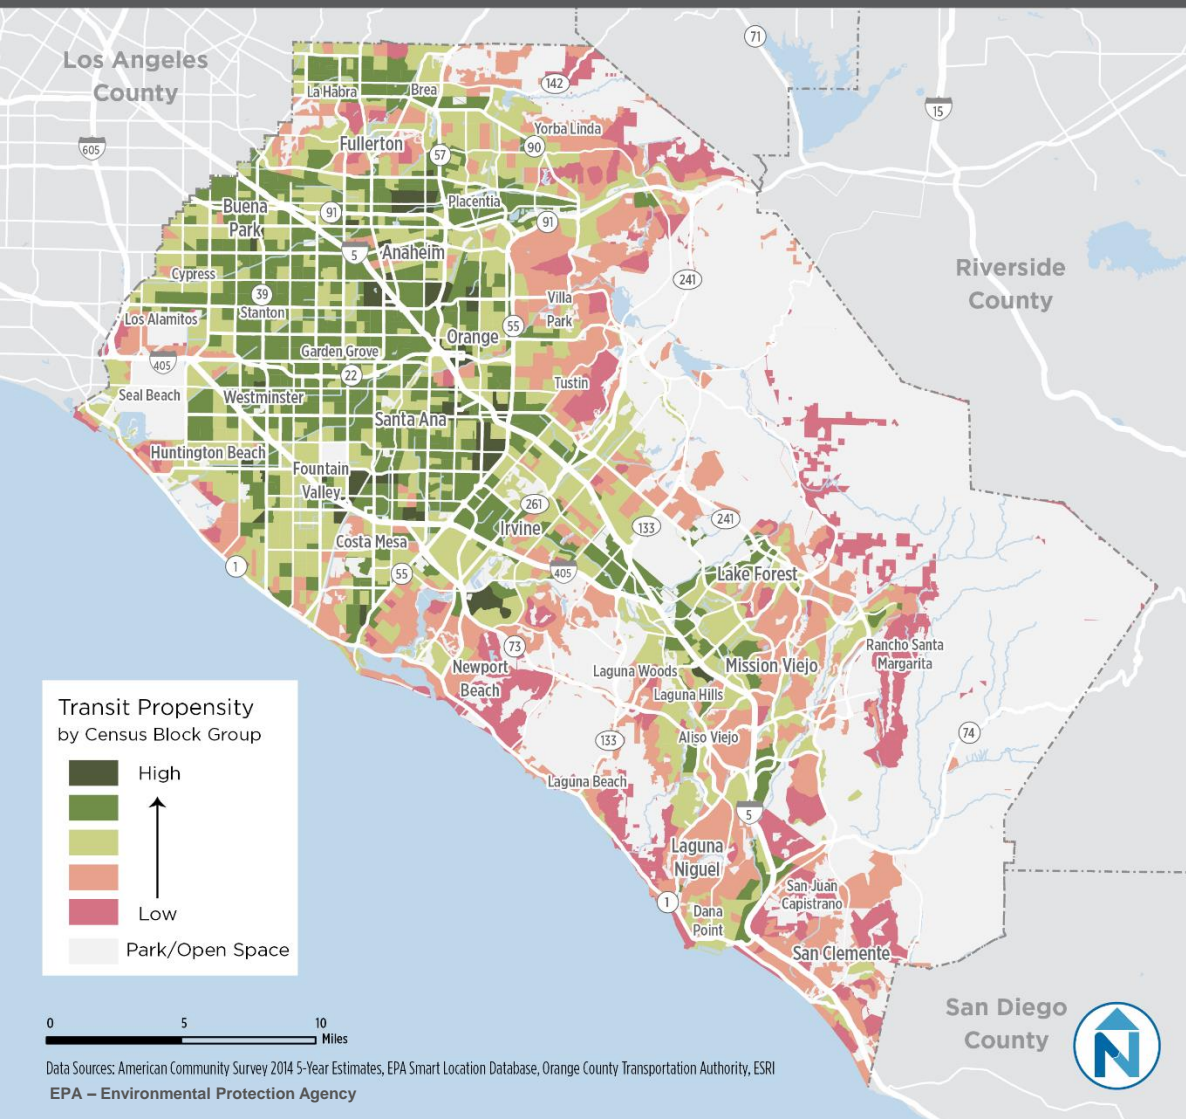 71
Los Angeles
County
142
La Habra
Brea
15
Yorba Linda
605
Fullerton
57
90
Placentia
Buena
Park
91
91
5
Anaheim
Riverside
County
Cypress
241
39
Stanton
Villa
Park
Los Alamitos
55
Orange
Garden Grove
405
22
Tustin
Seal Beach
Westminster
Santa Ana
Huntington Beach
Fountain
Valley
261
241
133
Irvine
Costa Mesa
1
55
405
Lake Forest
73
Rancho Santa
Margarita
Newport
Beach
Laguna Woods
Mission Viejo
Laguna Hills
Transit Propensity
by Census Block Group
133
Aliso Viejo
74
High
Laguna Beach
5
Laguna
Niguel
Low
1
San Juan
Capistrano
Dana
Point
Park/Open Space
San Clemente
San Diego
County
0 5 10
Miles
N
Data Sources: American Community Survey 2014 5-Year Estimates, EPA Smart Location Database, Orange County Transportation Authority, ESRI
EPA – Environmental Protection Agency